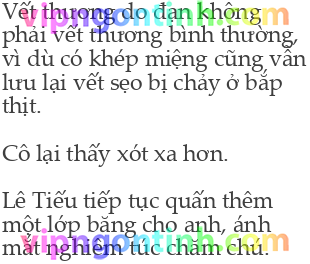 Vết thương do đạn không
phải vết thương bình thường,
vì dù có khép miệng cũng vẫn
lưu lại vết sẹo bị chảy ở bắp
thịt.
Cô lại thấy xót xa hơn.
Lê Tiếu tiếp tục quấn thêm
một lớp băng cho anh, ánh
mắt nghiêm túc chăm chú.
vipngontinh.com
vipngontinh.com